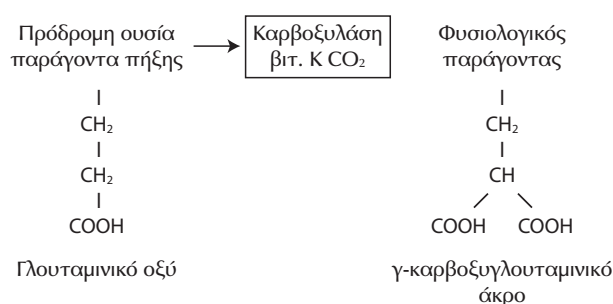 Πρόδρομη ουσία
παράγοντα πήξης
Καρβοξυλάση
βιτ. K CO₂
Φυσιολογικός
παράγοντας
CH₂
CH₂
COOH
Γλουταμινικό οξύ
CH₂
CH
COOH COOH
γ-καρβοξυγλουταμινικό
άκρο